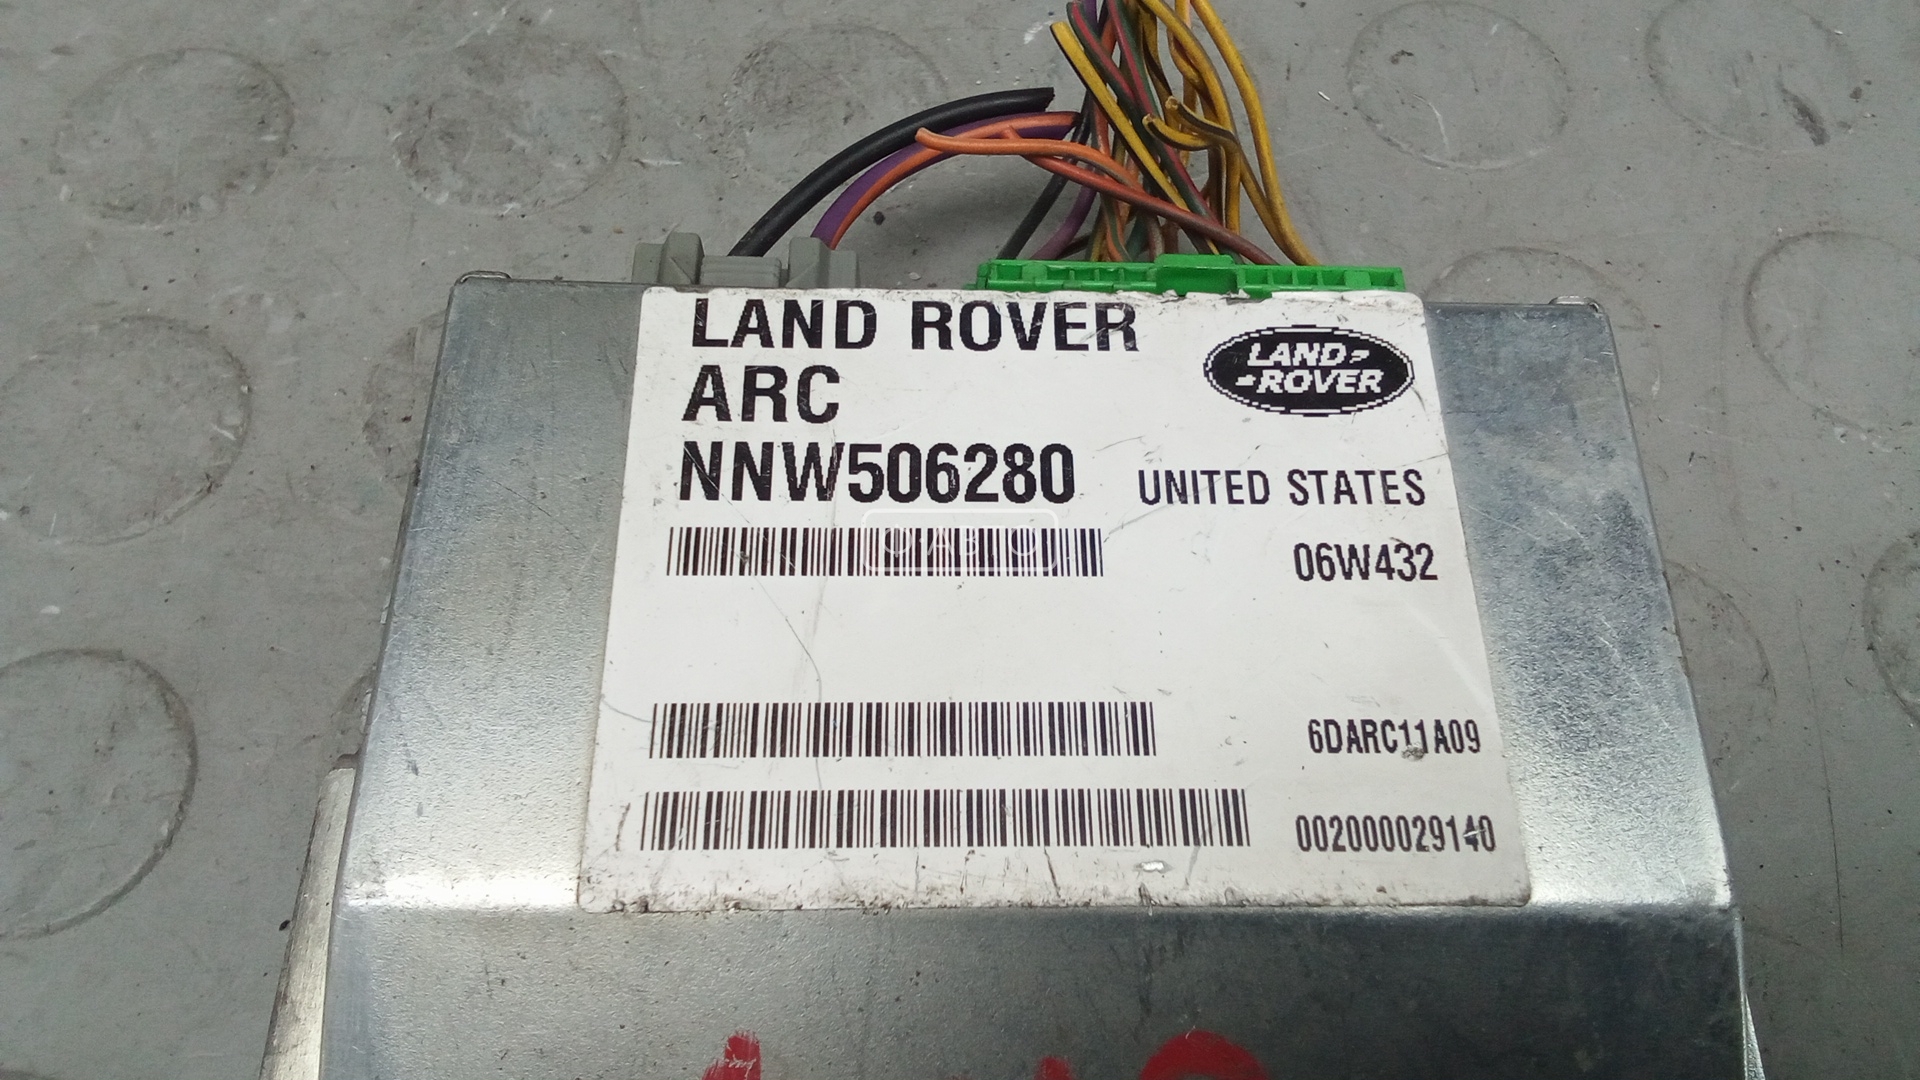 LAND ROVER
LAND-
-ROVER
ARC
NNW506280
UNITED STATES
06W432
6DARC11A09
002000029140